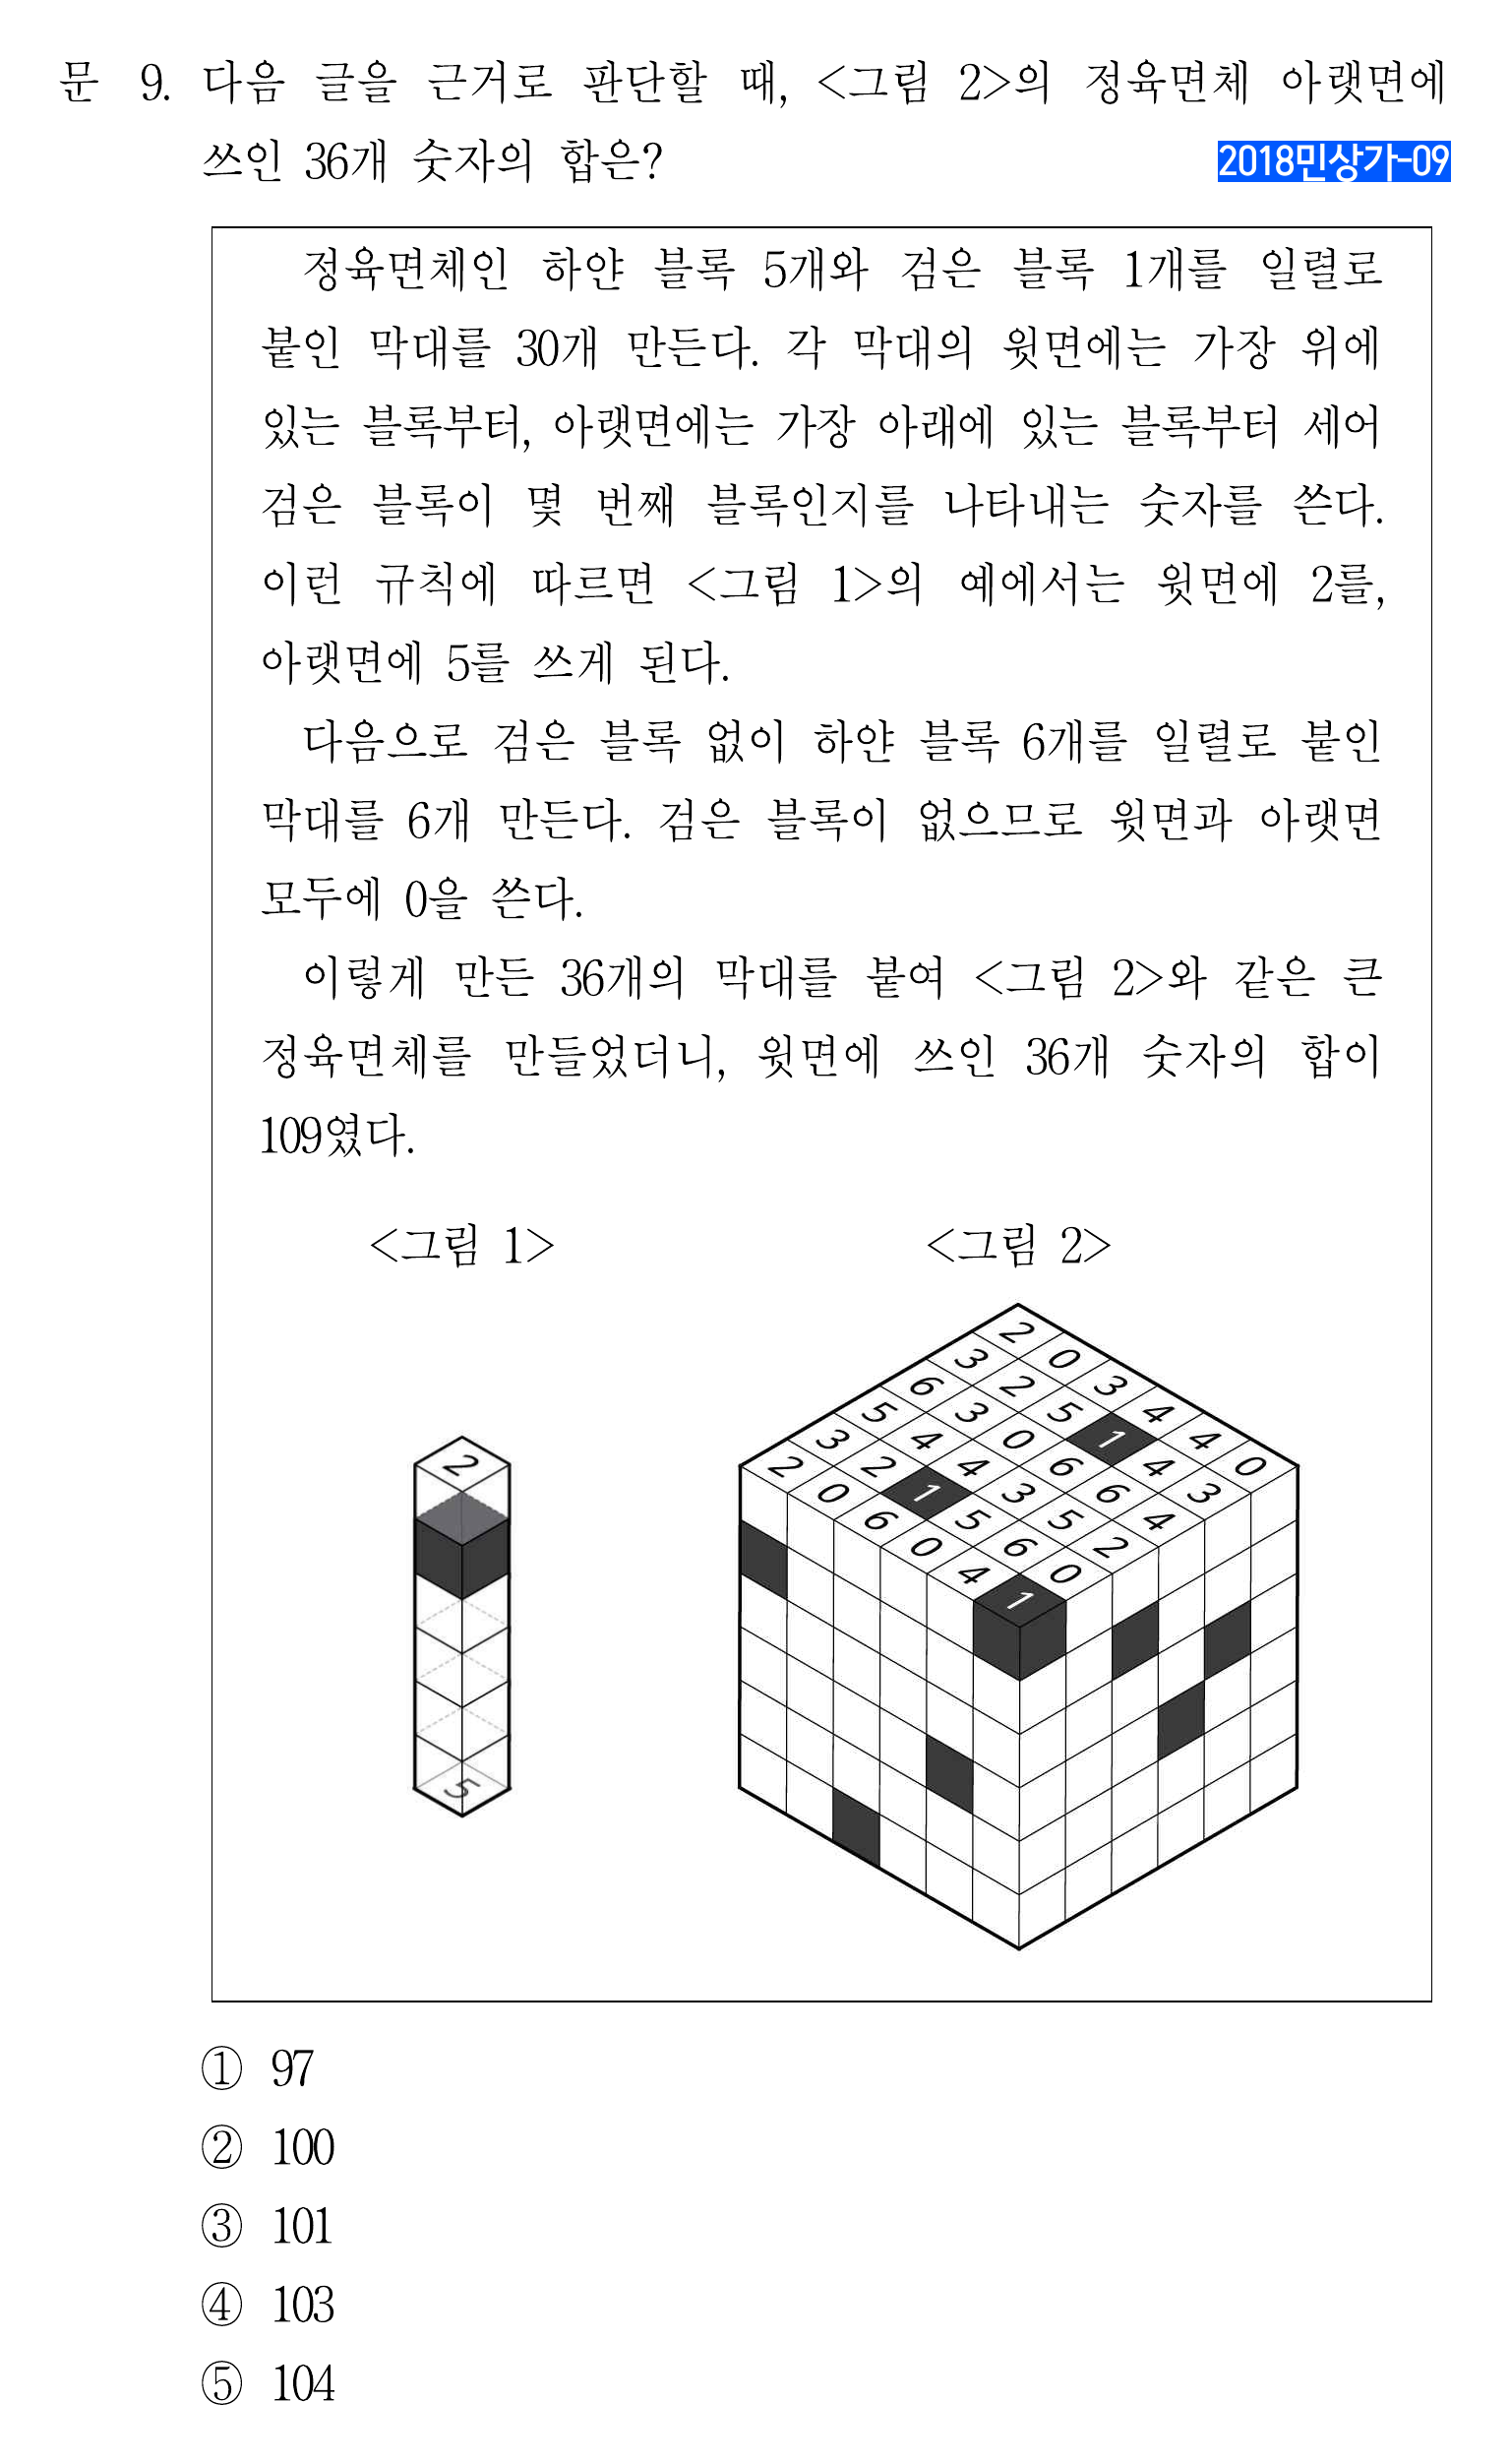 문 9. 다음 글을 근거로 판단할 때, <그림 2>의 정육면체 아랫면에
쓰인 36개 숫자의 합은?
2018민상가-09
정육면체인 하얀 블록 5개와 검은 블록 1개를 일렬로
붙인 막대를 30개 만든다. 각 막대의 윗면에는 가장 위에
있는 블록부터, 아랫면에는 가장 아래에 있는 블록부터 세어
검은 블록이 몇 번째 블록인지를 나타내는 숫자를 쓴다.
이런 규칙에 따르면 <그림 1>의 예에서는 윗면에 2를,
아랫면에 5를 쓰게 된다.
다음으로 검은 블록 없이 하얀 블록 6개를 일렬로 붙인
막대를 6개 만든다. 검은 블록이 없으므로 윗면과 아랫면
모두에 0을 쓴다.
이렇게 만든 36개의 막대를 붙여 <그림 2>와 같은 큰
정육면체를 만들었더니, 윗면에 쓰인 36개 숫자의 합이
109였다.
<그림 1> <그림 2>
2
5
2 0 3 4 4 0
3 2 5 1 4 3
6 3 0 6 6 4
5 4 4 3 5 2
3 2 1 5 6 0
2 0 6 0 4 1
① 97
② 100
③ 101
④ 103
⑤ 104